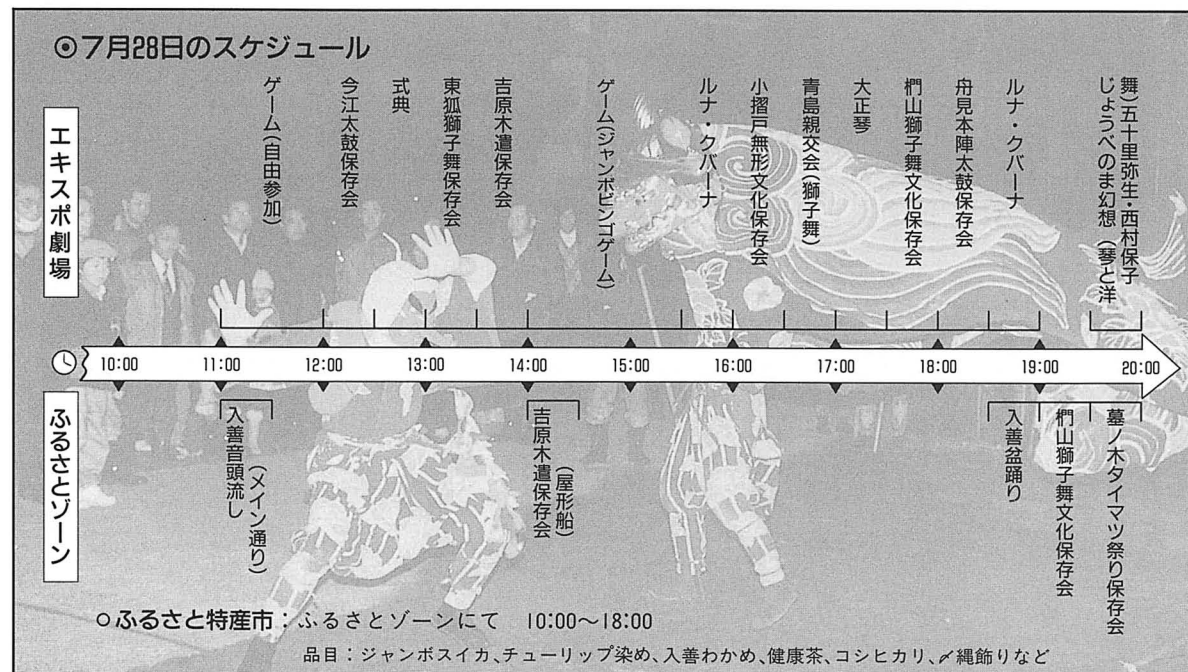 ⦿7月28日のスケジュール
エキスポ劇場
ゲーム(自由参加)
今江太鼓保存会
式典
東狐獅子舞保存会
吉原木遣保存会
ゲーム(ジャンボビンゴゲーム)
ルナ・クバーナ
小摺戸無形文化保存会
青島親交会(獅子舞)
大正琴
椚山獅子舞文化保存会
舟見本陣太鼓保存会
ルナ・クバーナ
じょうべのま幻想(琴と洋
舞)五十里弥生・西村保子
10:00 11:00 12:00 13:00 14:00 15:00 16:00 17:00 18:00 19:00 20:00
ふるさとゾーン
入善音頭流し
(メイン通り)
吉原木遣保存会
(屋形船)
入善盆踊り
椚山獅子舞文化保存会
墓ノ木タイマツ祭り保存会
○ふるさと特産市:ふるさとゾーンにて 10:00〜18:00
品目:ジャンボスイカ、チューリップ染め、入善わかめ、健康茶、コシヒカリ、〆縄飾りなど